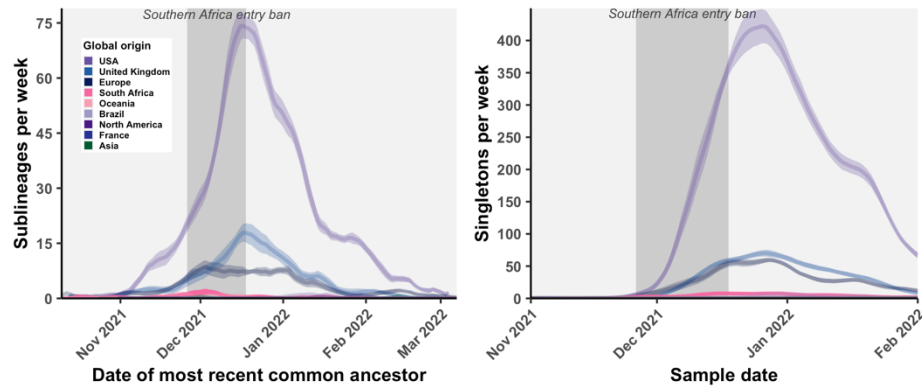 Southern Africa entry ban
Sublineages per week
75
60
45
30
15
0
Global origin
USA
United Kingdom
Europe
South Africa
Oceania
Brazil
North America
France
Asia
Nov 2021
Dec 2021
Jan 2022
Feb 2022
Mar 2022
Date of most recent common ancestor
Southern Africa entry ban
Singletons per week
400
350
300
250
200
150
100
50
0
Nov 2021
Dec 2021
Jan 2022
Feb 2022
Sample date